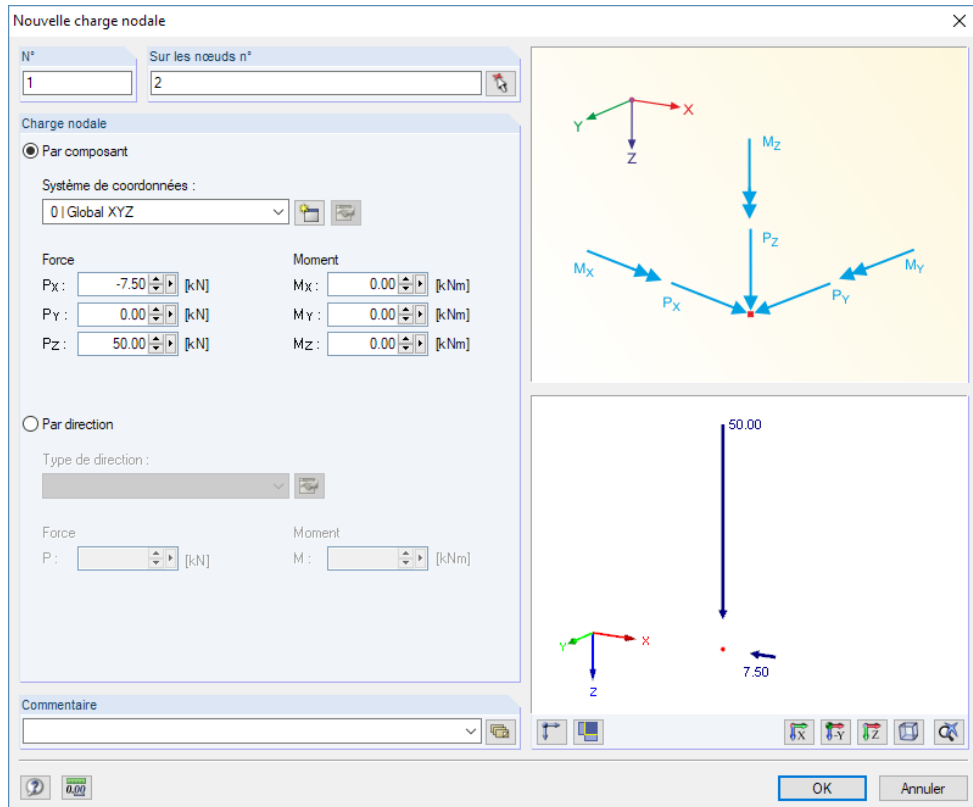 Nouvelle charge nodale
N°
Sur les nœuds n°
1
2
Charge nodale
Par composant
Système de coordonnées :
0 | Global XYZ
Force
Moment
PX :
-7.50
[kN]
MX :
0.00
[kNm]
PY :
0.00
[kN]
MY :
0.00
[kNm]
PZ :
50.00
[kN]
MZ :
0.00
[kNm]
Par direction
Type de direction :
Force
Moment
P :
[kN]
M :
[kNm]
Commentaire
X
Y
Z
MZ
PZ
MX
PX
MY
PY
50.00
7.50
Y
X
Z
X
-Y
Z
0.00
OK
Annuler